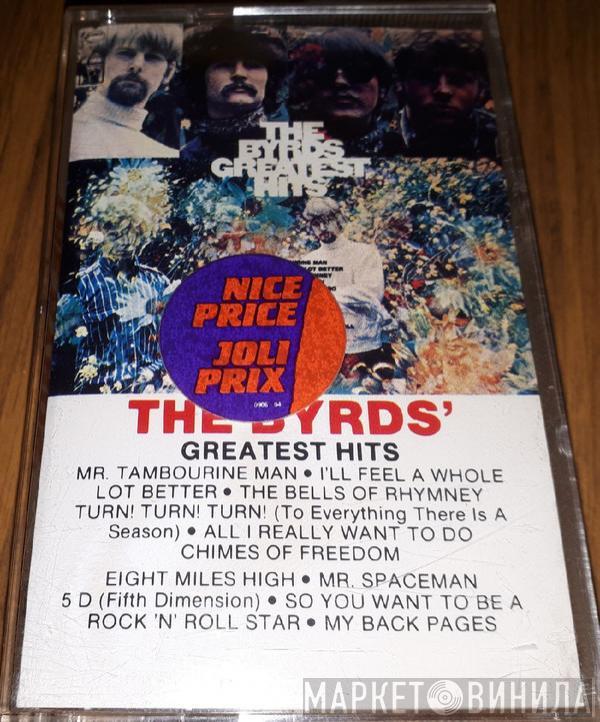 THE
BYRDS
GREATEST
HITS
LOT BETTER
NICE
PRICE
JOLI
PRIX
THE BYRDS'
GREATEST HITS
MR. TAMBOURINE MAN • I'LL FEEL A WHOLE
LOT BETTER • THE BELLS OF RHYMNEY
TURN! TURN! TURN! (To Everything There Is A
Season) • ALL I REALLY WANT TO DO
CHIMES OF FREEDOM
EIGHT MILES HIGH • MR. SPACEMAN
5 D (Fifth Dimension) • SO YOU WANT TO BE A
ROCK 'N' ROLL STAR • MY BACK PAGES
МАРКЕТ ВИНИЛА